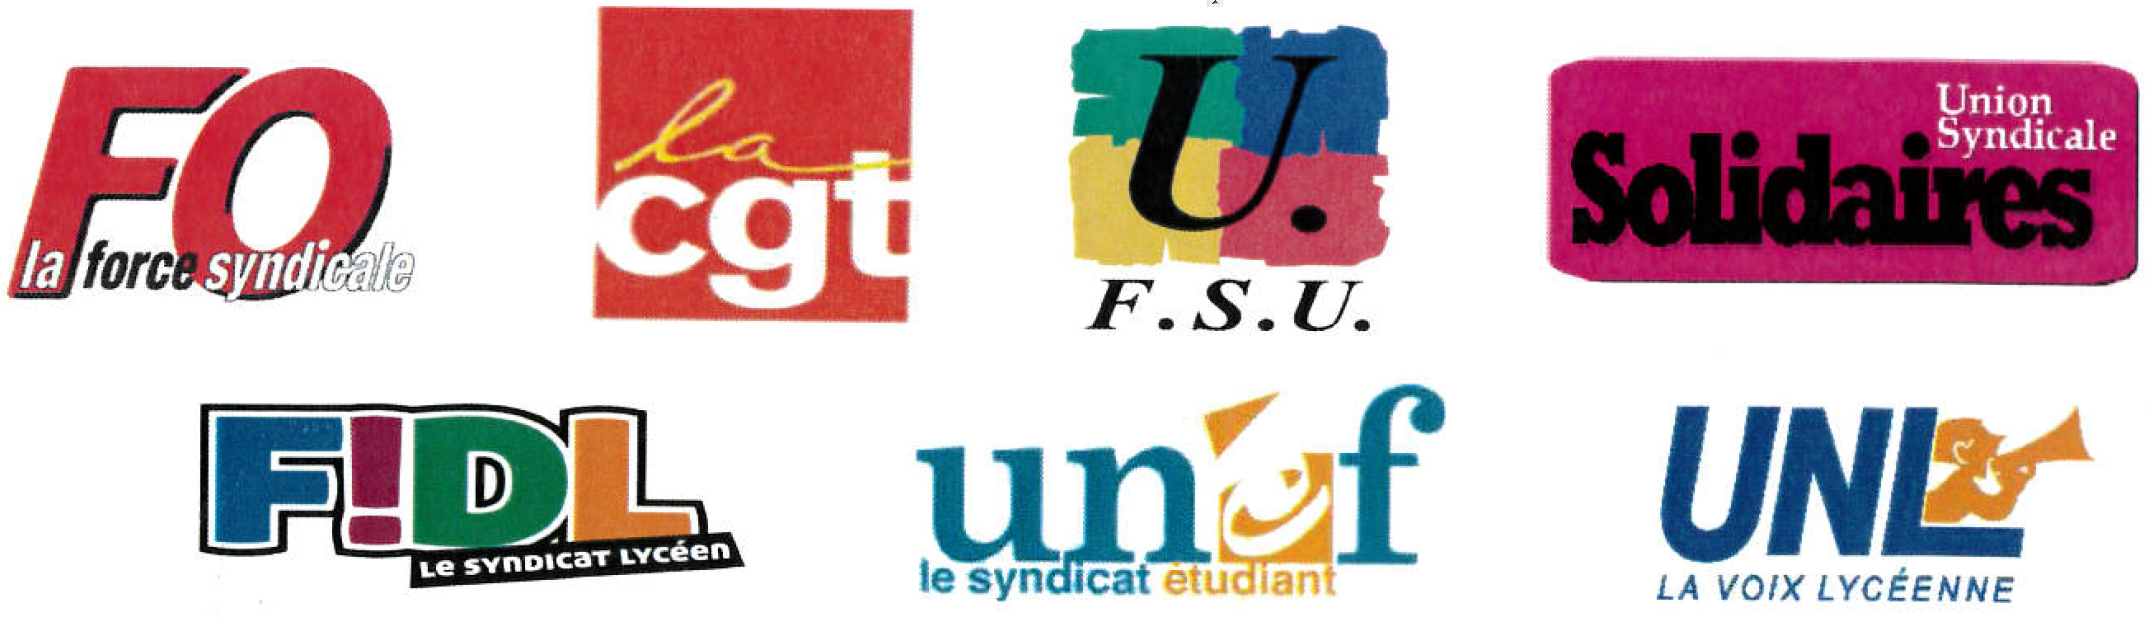 FO
la force syndicale
la
cgt
U.
F.S.U.
Union
Syndicale
Solidaires
F!DL
Le syndicat lycéen
unef
le syndicat étudiant
UNL
LA VOIX LYCÉENNE